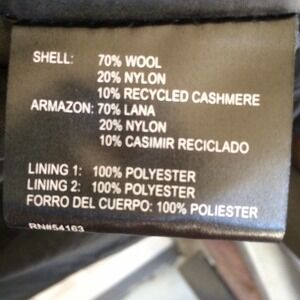 SHELL: 70% WOOL
20% NYLON
10% RECYCLED CASHMERE
ARMAZON: 70% LANA
20% NYLON
10% CASIMIR RECICLADO
LINING 1: 100% POLYESTER
LINING 2: 100% POLYESTER
FORRO DEL CUERPO: 100% POLIESTER
RN#54163